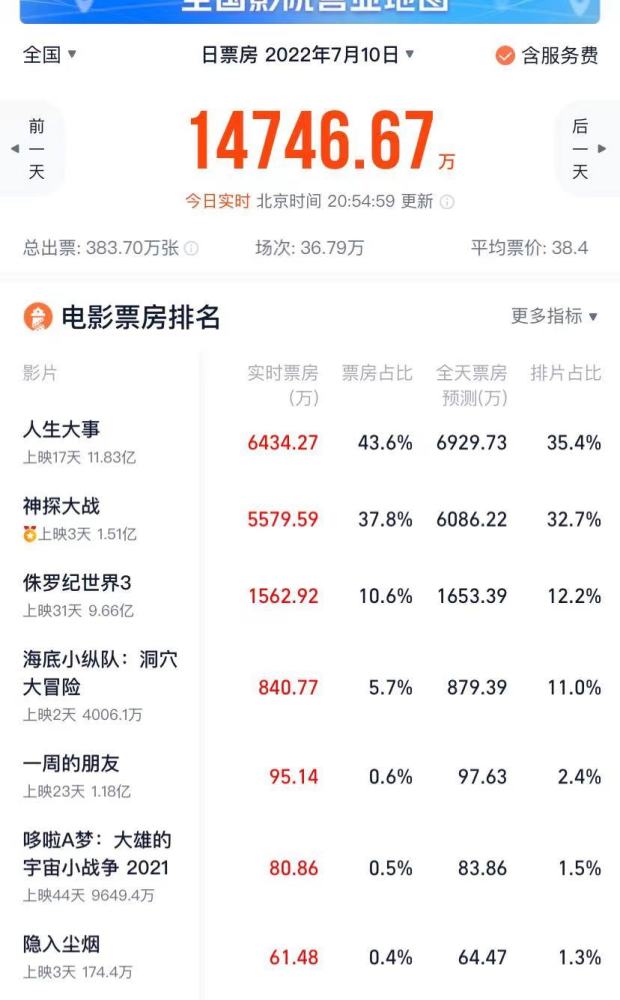 全国影院营业地图
全国
日票房 2022年7月10日
含服务费
前一天
14746.67万
后一天
今日实时 北京时间 20:54:59 更新
总出票: 383.70万张 场次: 36.79万 平均票价: 38.4
电影票房排名
更多指标
影片 实时票房(万) 票房占比 全天票房预测(万) 排片占比
人生大事
上映17天 11.83亿
6434.27 43.6% 6929.73 35.4%
神探大战
上映3天 1.51亿
5579.59 37.8% 6086.22 32.7%
侏罗纪世界3
上映31天 9.66亿
1562.92 10.6% 1653.39 12.2%
海底小纵队：洞穴
大冒险
上映2天 4006.1万
840.77 5.7% 879.39 11.0%
一周的朋友
上映23天 1.18亿
95.14 0.6% 97.63 2.4%
哆啦A梦：大雄的
宇宙小战争 2021
上映44天 9649.4万
80.86 0.5% 83.86 1.5%
隐入尘烟
上映3天 174.4万
61.48 0.4% 64.47 1.3%